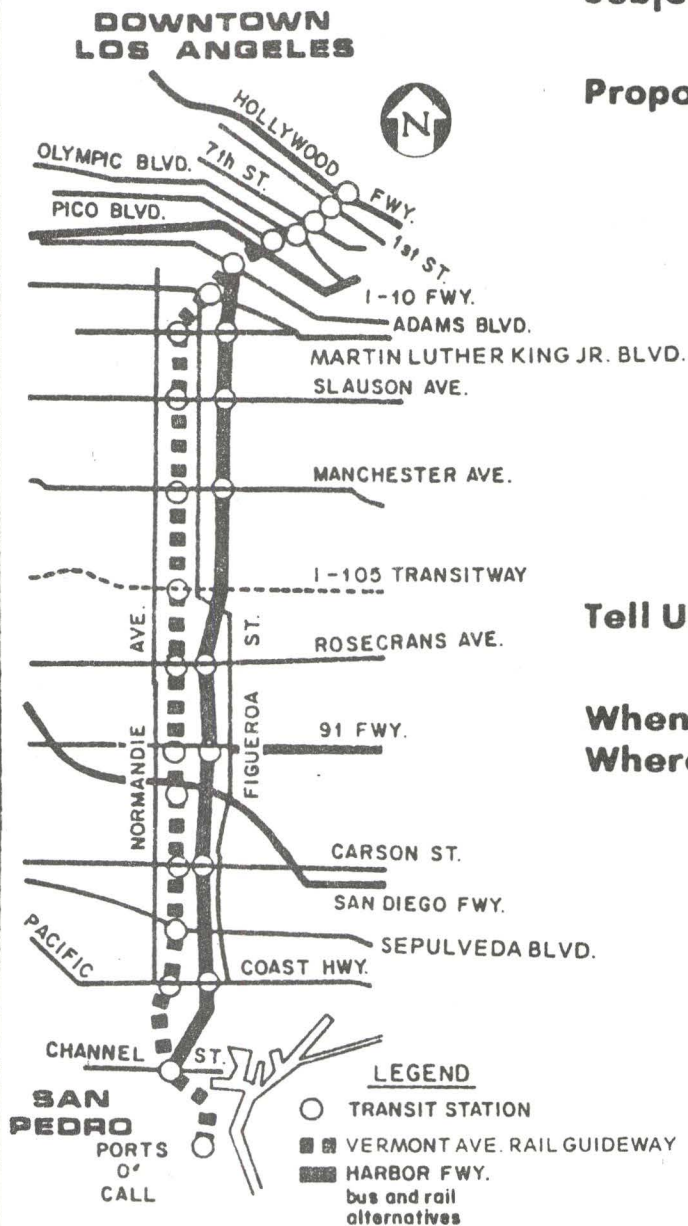 DOWNTOWN
LOS ANGELES
Propo
HOLLYWOOD FWY.
N
OLYMPIC BLVD.
7th ST.
PICO BLVD.
1st ST.
I-10 FWY.
ADAMS BLVD.
MARTIN LUTHER KING JR. BLVD.
SLAUSON AVE.
MANCHESTER AVE.
I-105 TRANSITWAY
NORMANDIE AVE.
FIGUEROA ST.
Tell U
ROSECRANS AVE.
When
Where
91 FWY.
CARSON ST.
SAN DIEGO FWY.
SEPULVEDA BLVD.
PACIFIC COAST HWY.
CHANNEL ST.
SAN
PEDRO
PORTS
O'
CALL
LEGEND
TRANSIT STATION
VERMONT AVE. RAIL GUIDEWAY
HARBOR FWY.
bus and rail
alternatives